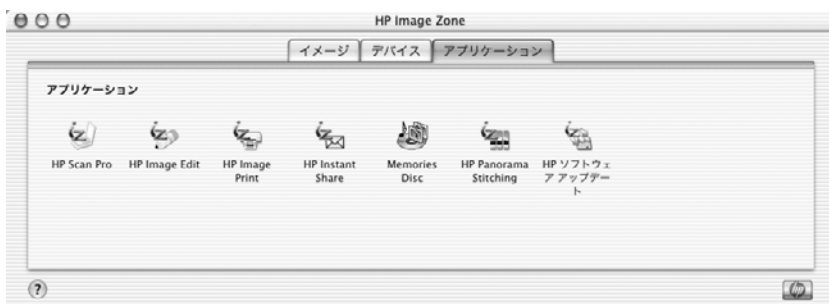 HP Image Zone
イメージ デバイス アプリケーション
アプリケーション
HP Scan Pro
HP Image Edit
HP Image
Print
HP Instant
Share
Memories
Disc
HP Panorama
Stitching
HP ソフトウェ
ア アップデー
ト
?
hp